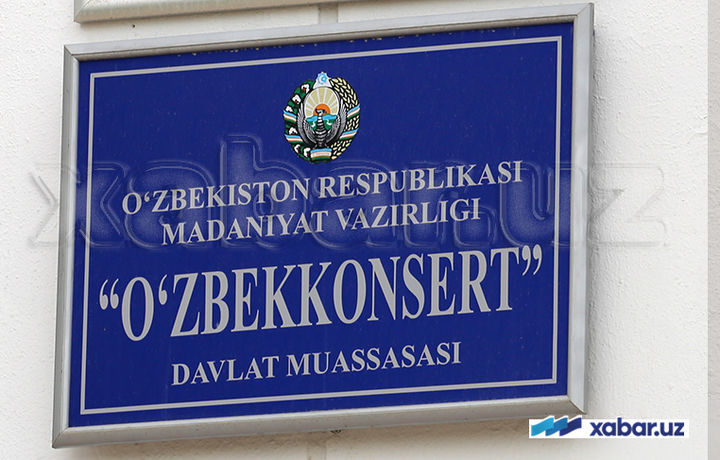 O‘ZBEKISTON RESPUBLIKASI
MADANIYAT VAZIRLIGI
“O‘ZBEKKONSERT”
DAVLAT MUASSASASI
xabar.uz
xabar.uz